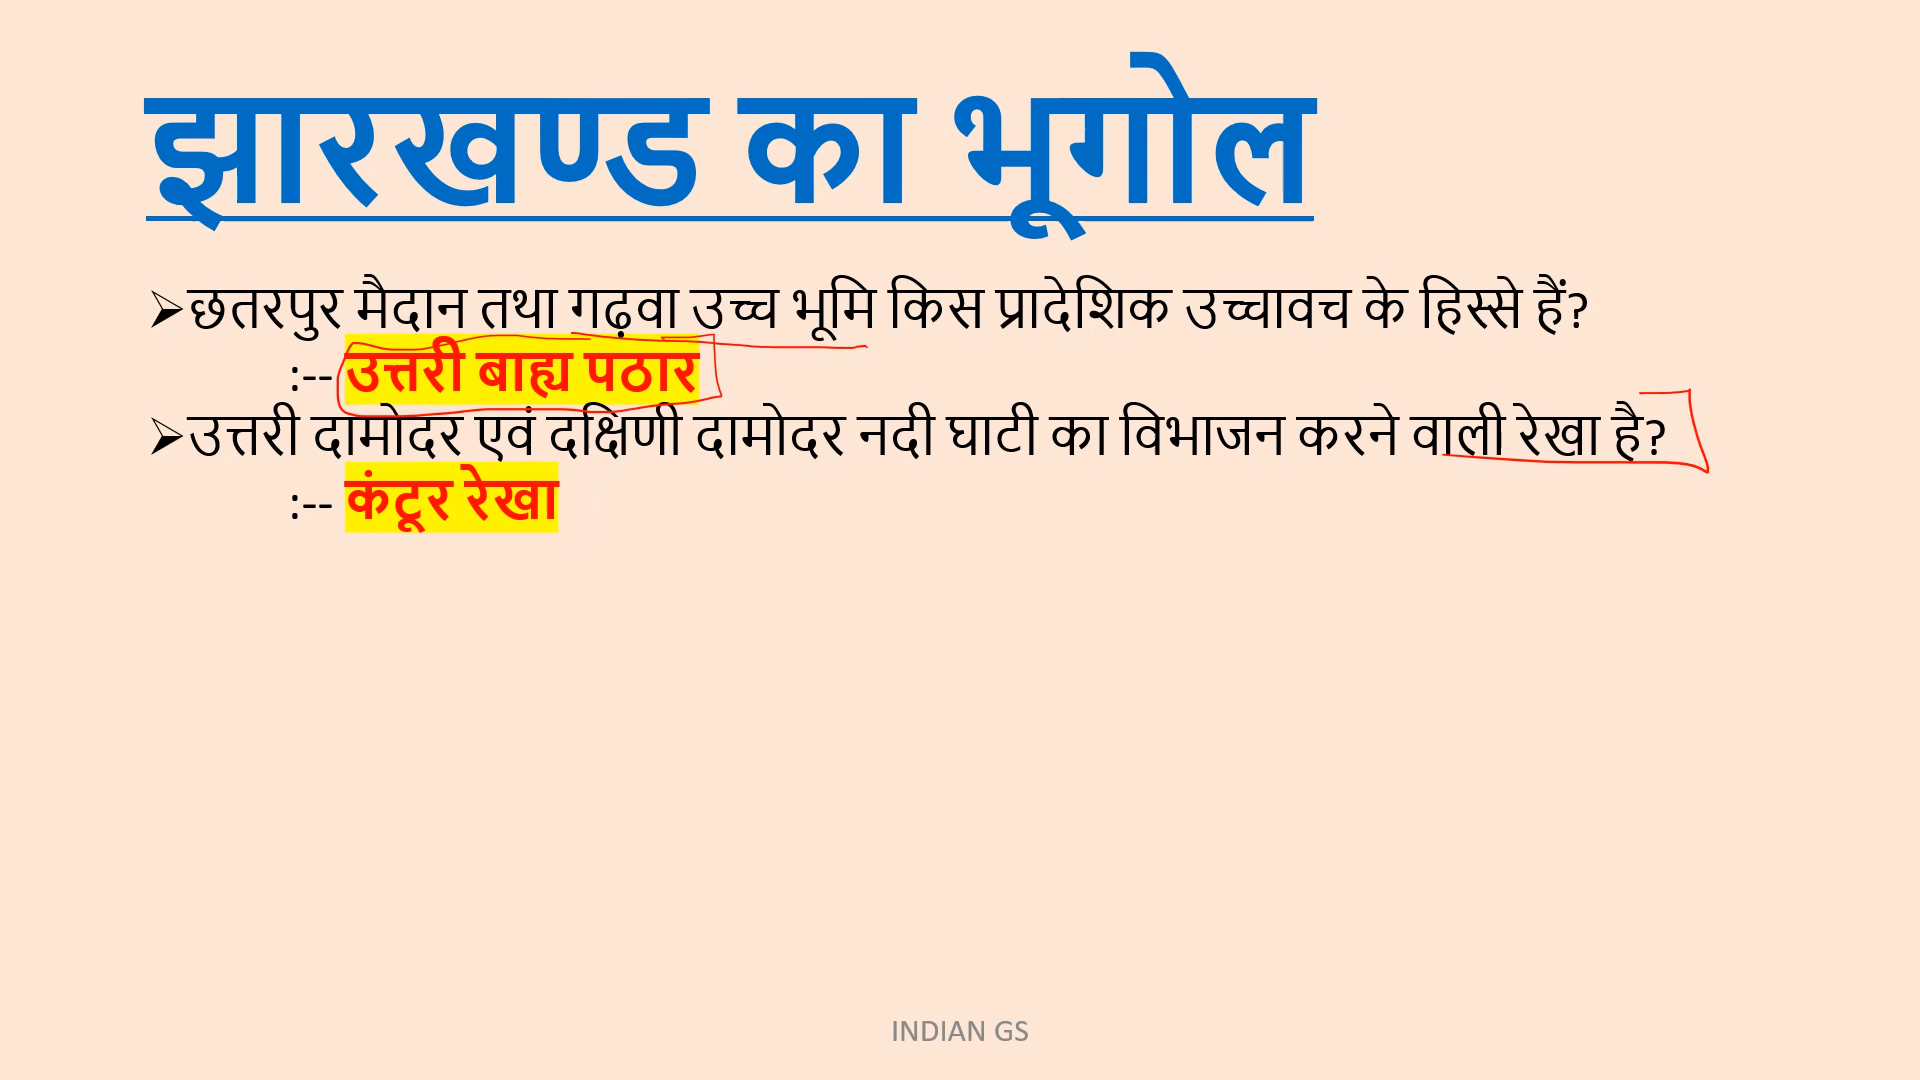 झारखण्ड का भूगोल
➢छतरपुर मैदान तथा गढ़वा उच्च भूमि किस प्रादेशिक उच्चावच के हिस्से हैं?
:-- उत्तरी बाह्य पठार
➢उत्तरी दामोदर एवं दक्षिणी दामोदर नदी घाटी का विभाजन करने वाली रेखा है?
:-- कंटूर रेखा
INDIAN GS